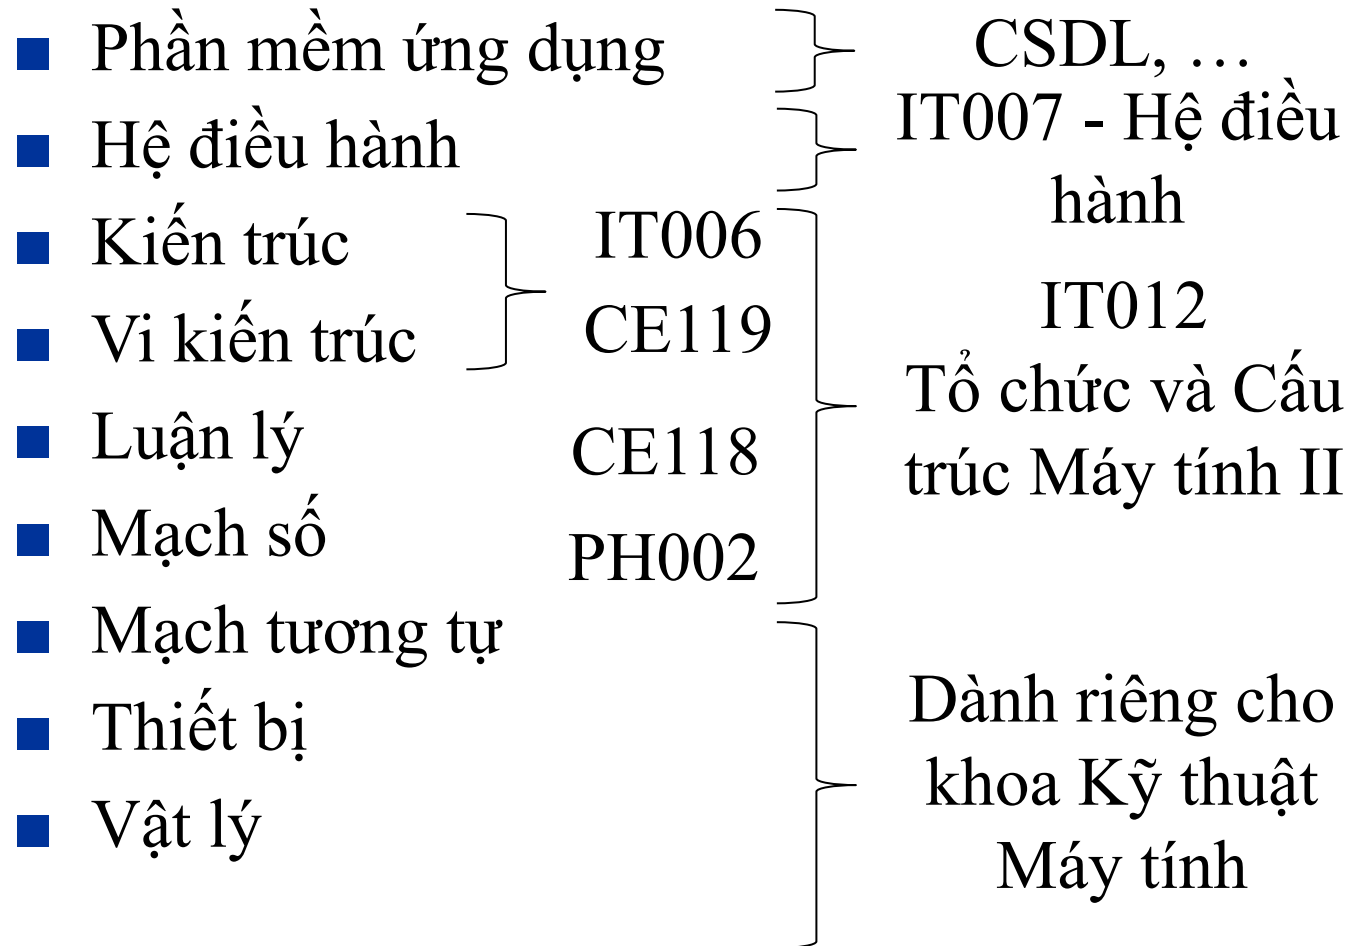 Phần mềm ứng dụng
Hệ điều hành
Kiến trúc
Vi kiến trúc
Luận lý
Mạch số
Mạch tương tự
Thiết bị
Vật lý
IT006
CE119
CE118
PH002
CSDL, …
IT007 - Hệ điều
hành
IT012
Tổ chức và Cấu
trúc Máy tính II
Dành riêng cho
khoa Kỹ thuật
Máy tính